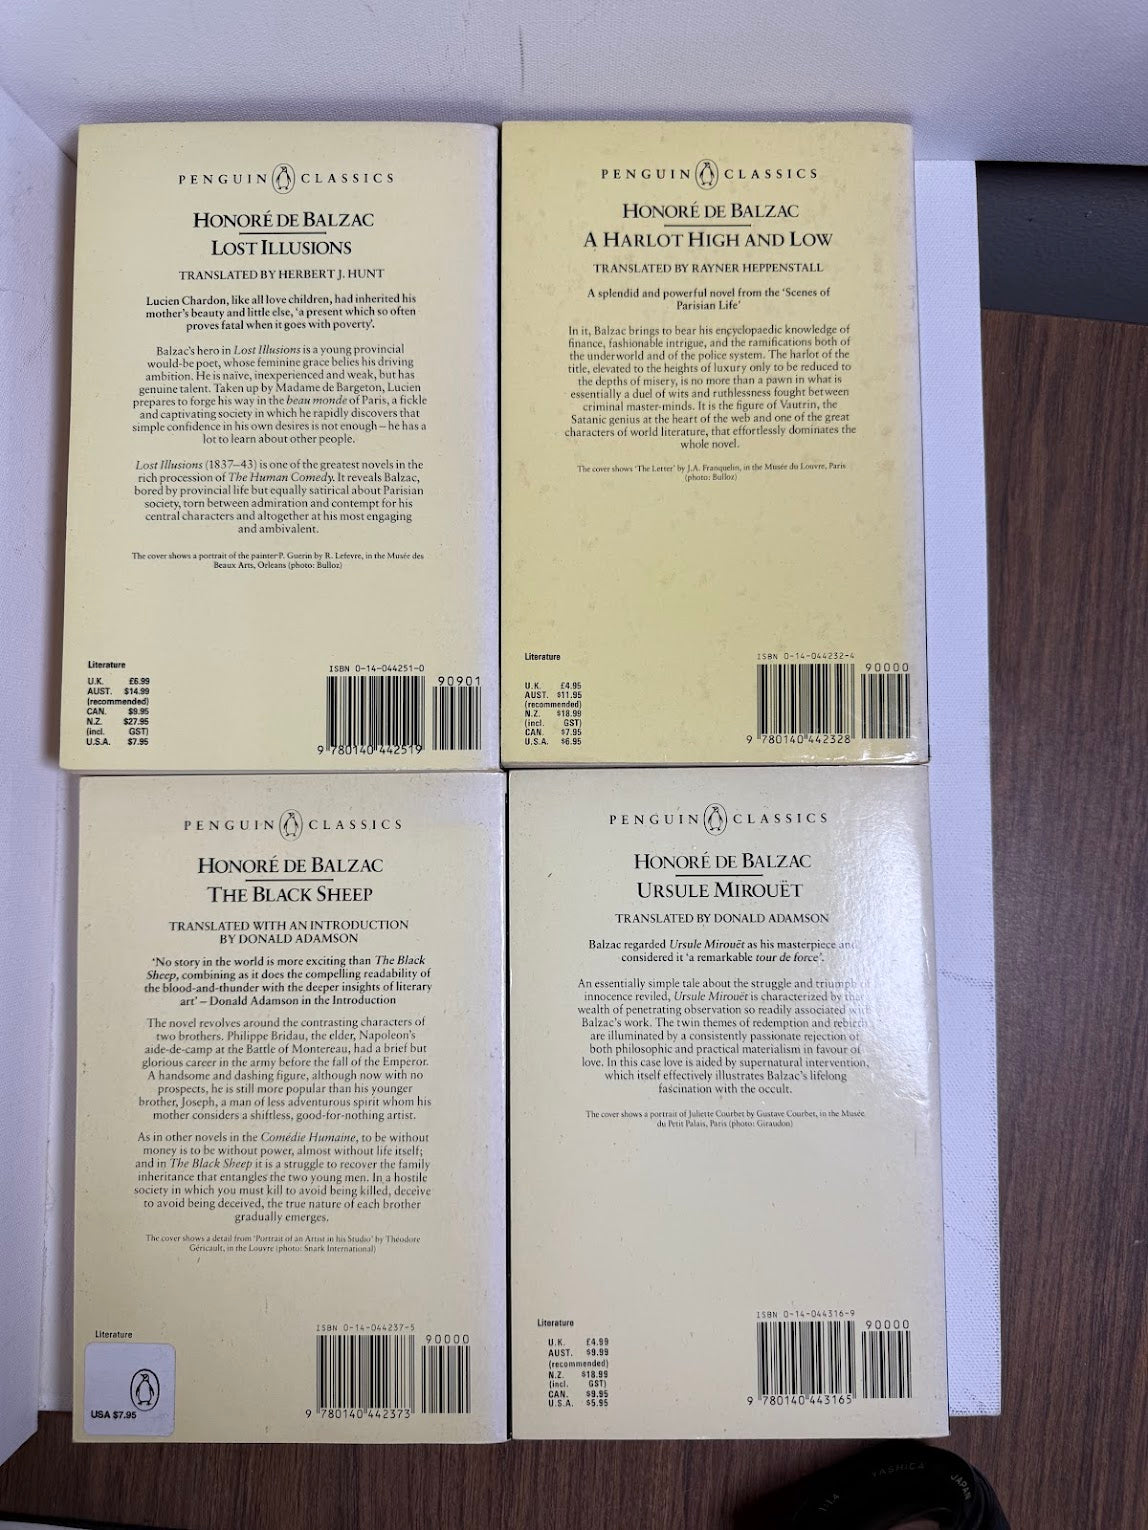 PENGUIN CLASSICS
HONORÉ DE BALZAC
LOST ILLUSIONS
TRANSLATED BY HERBERT J. HUNT
Lucien Chardon, like all love children, had inherited his
mother's beauty and little else, 'a present which so often
proves fatal when it goes with poverty'.
Balzac's hero in Lost Illusions is a young provincial
would-be poet, whose feminine grace belies his driving
ambition. He is naïve, inexperienced and weak, but has
genuine talent. Taken up by Madame de Bargeton, Lucien
prepares to forge his way in the beau monde of Paris, a fickle
and captivating society in which he rapidly discovers that
simple confidence in his own desires is not enough – he has a
lot to learn about other people.
Lost Illusions (1837–43) is one of the greatest novels in the
rich procession of The Human Comedy. It reveals Balzac,
bored by provincial life but equally satirical about Parisian
society, torn between admiration and contempt for his
central characters and altogether at his most engaging
and ambivalent.
The cover shows a portrait of the painter P. Guerin by R. Lefevre, in the Musée des
Beaux Arts, Orleans (photo: Bulloz)
Literature
U.K. £6.99
AUST. $14.99
(recommended)
CAN. $9.95
N.Z. $27.95
(incl. GST)
U.S.A. $7.95
ISBN 0-14-044251-0
90901
9 780140 442519
PENGUIN CLASSICS
HONORÉ DE BALZAC
A HARLOT HIGH AND LOW
TRANSLATED BY RAYNER HEPPENSTALL
A splendid and powerful novel from the 'Scenes of
Parisian Life'
In it, Balzac brings to bear his encyclopaedic knowledge of
finance, fashionable intrigue, and the ramifications both of
the underworld and of the police system. The harlot of the
title, elevated to the heights of luxury only to be reduced to
the depths of misery, is no more than a pawn in what is
essentially a duel of wits and ruthlessness fought between
criminal master-minds. It is the figure of Vautrin, the
Satanic genius at the heart of the web and one of the great
characters of world literature, that effortlessly dominates the
whole novel.
The cover shows 'The Letter' by J.A. Franquelin, in the Musée du Louvre, Paris
(photo: Bulloz)
Literature
U.K. £4.95
AUST. $11.95
(recommended)
N.Z. $18.99
(incl. GST)
CAN. $7.95
U.S.A. $6.95
ISBN 0-14-044232-4
90000
9 780140 442328
PENGUIN CLASSICS
HONORÉ DE BALZAC
THE BLACK SHEEP
TRANSLATED WITH AN INTRODUCTION
BY DONALD ADAMSON
'No story in the world is more exciting than The Black
Sheep, combining as it does the compelling readability of
the blood-and-thunder with the deeper insights of literary
art' – Donald Adamson in the Introduction
The novel revolves around the contrasting characters of
two brothers. Philippe Bridau, the elder, Napoleon's
aide-de-camp at the Battle of Montereau, had a brief but
glorious career in the army before the fall of the Emperor.
A handsome and dashing figure, although now with no
prospects, he is still more popular than his younger
brother, Joseph, a man of less adventurous spirit whom his
mother considers a shiftless, good-for-nothing artist.
As in other novels in the Comédie Humaine, to be without
money is to be without power, almost without life itself;
and in The Black Sheep it is a struggle to recover the family
inheritance that entangles the two young men. In a hostile
society in which you must kill to avoid being killed, deceive
to avoid being deceived, the true nature of each brother
gradually emerges.
The cover shows a detail from 'Portrait of an Artist in his Studio' by Théodore
Géricault, in the Louvre (photo: Snark International)
Literature
USA $7.95
ISBN 0-14-044237-5
90000
9 780140 442373
PENGUIN CLASSICS
HONORÉ DE BALZAC
URSULE MIROUËT
TRANSLATED BY DONALD ADAMSON
Balzac regarded Ursule Mirouët as his masterpiece and
considered it 'a remarkable tour de force'.
An essentially simple tale about the struggle and triumph of
innocence reviled, Ursule Mirouët is characterized by that
wealth of penetrating observation so readily associated with
Balzac's work. The twin themes of redemption and rebirth
are illuminated by a consistently passionate rejection of
both philosophic and practical materialism in favour of
love. In this case love is aided by supernatural intervention,
which itself effectively illustrates Balzac's lifelong
fascination with the occult.
The cover shows a portrait of Juliette Courbet by Gustave Courbet, in the Musée
du Petit Palais, Paris (photo: Giraudon)
Literature
U.K. £4.99
AUST. $9.99
(recommended)
N.Z. $18.99
(incl. GST)
CAN. $9.95
U.S.A. $5.95
ISBN 0-14-044316-9
90000
9 780140 443165
1:1.4 YASHICA JAPAN